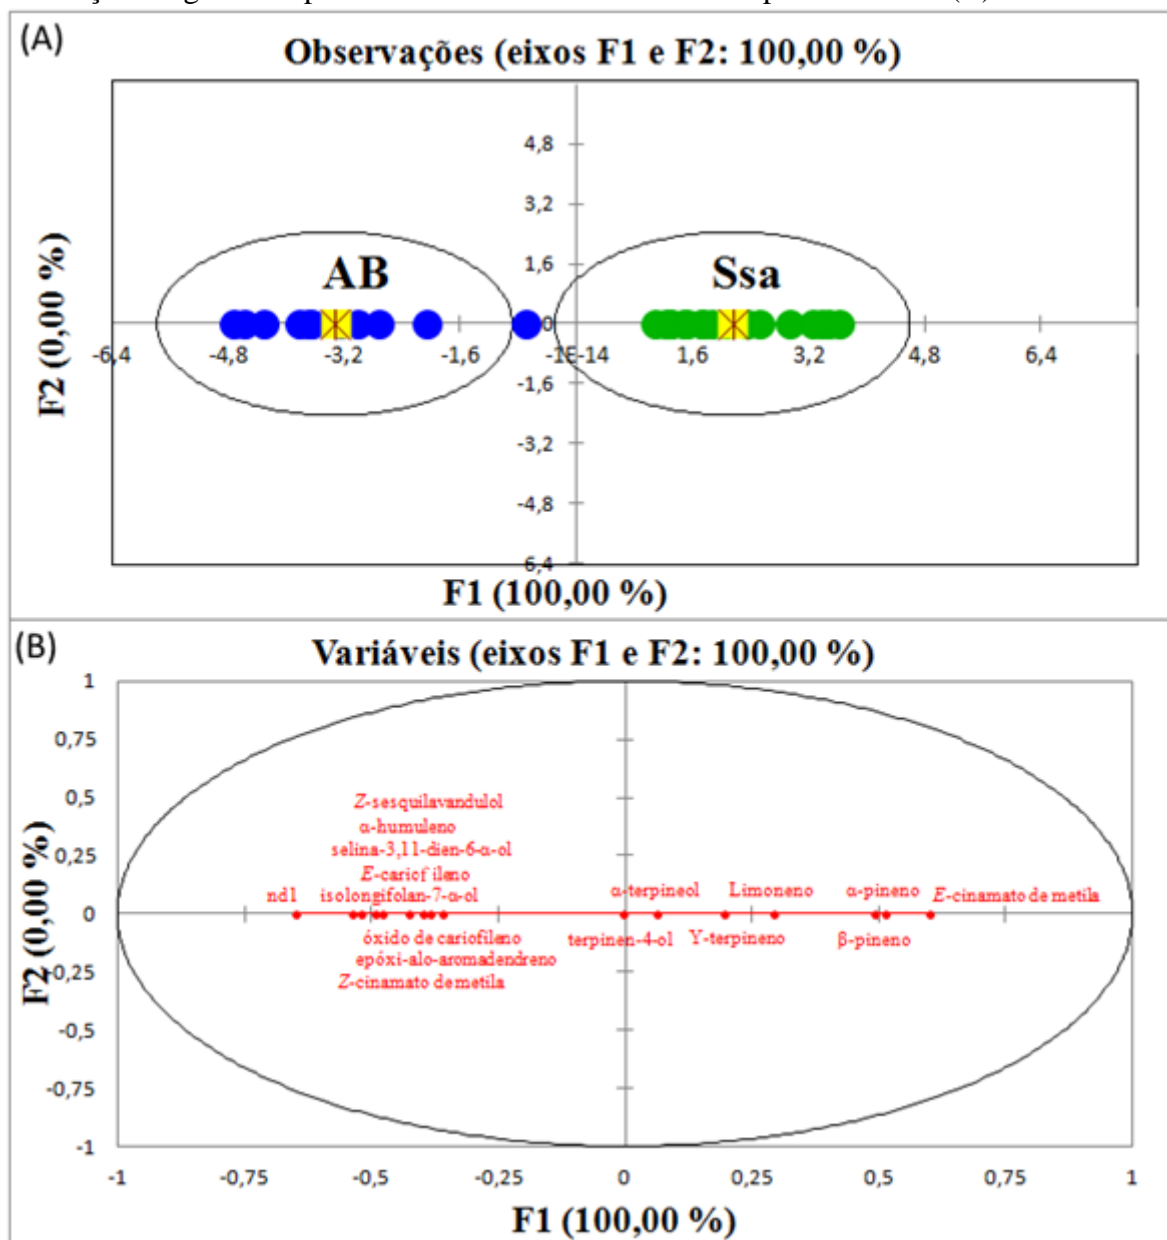 (A)
Observações (eixos F1 e F2: 100,00 %)
4,8
3,2
1,6
AB
Ssa
0
-6,4 -4,8 -3,2 -1,6 -1E-14 1,6 3,2 4,8 6,4
-1,6
-3,2
-4,8
-6,4
F2 (0,00 %)
F1 (100,00 %)
(B)
Variáveis (eixos F1 e F2: 100,00 %)
1
0,75
0,5
0,25
0
-0,25
-0,5
-0,75
-1
Z-sesquilavandulol
α-humuleno
selina-3,11-dien-6-α-ol
E-cariofileno
nd1 isolongifolan-7-α-ol
α-terpineol Limoneno α-pineno E-cinamato de metila
óxido de cariofileno
terpinen-4-ol Υ-terpineno β-pineno
epóxi-alo-aromadendreno
Z-cinamato de metila
F2 (0,00 %)
-1 -0,75 -0,5 -0,25 0 0,25 0,5 0,75 1
F1 (100,00 %)